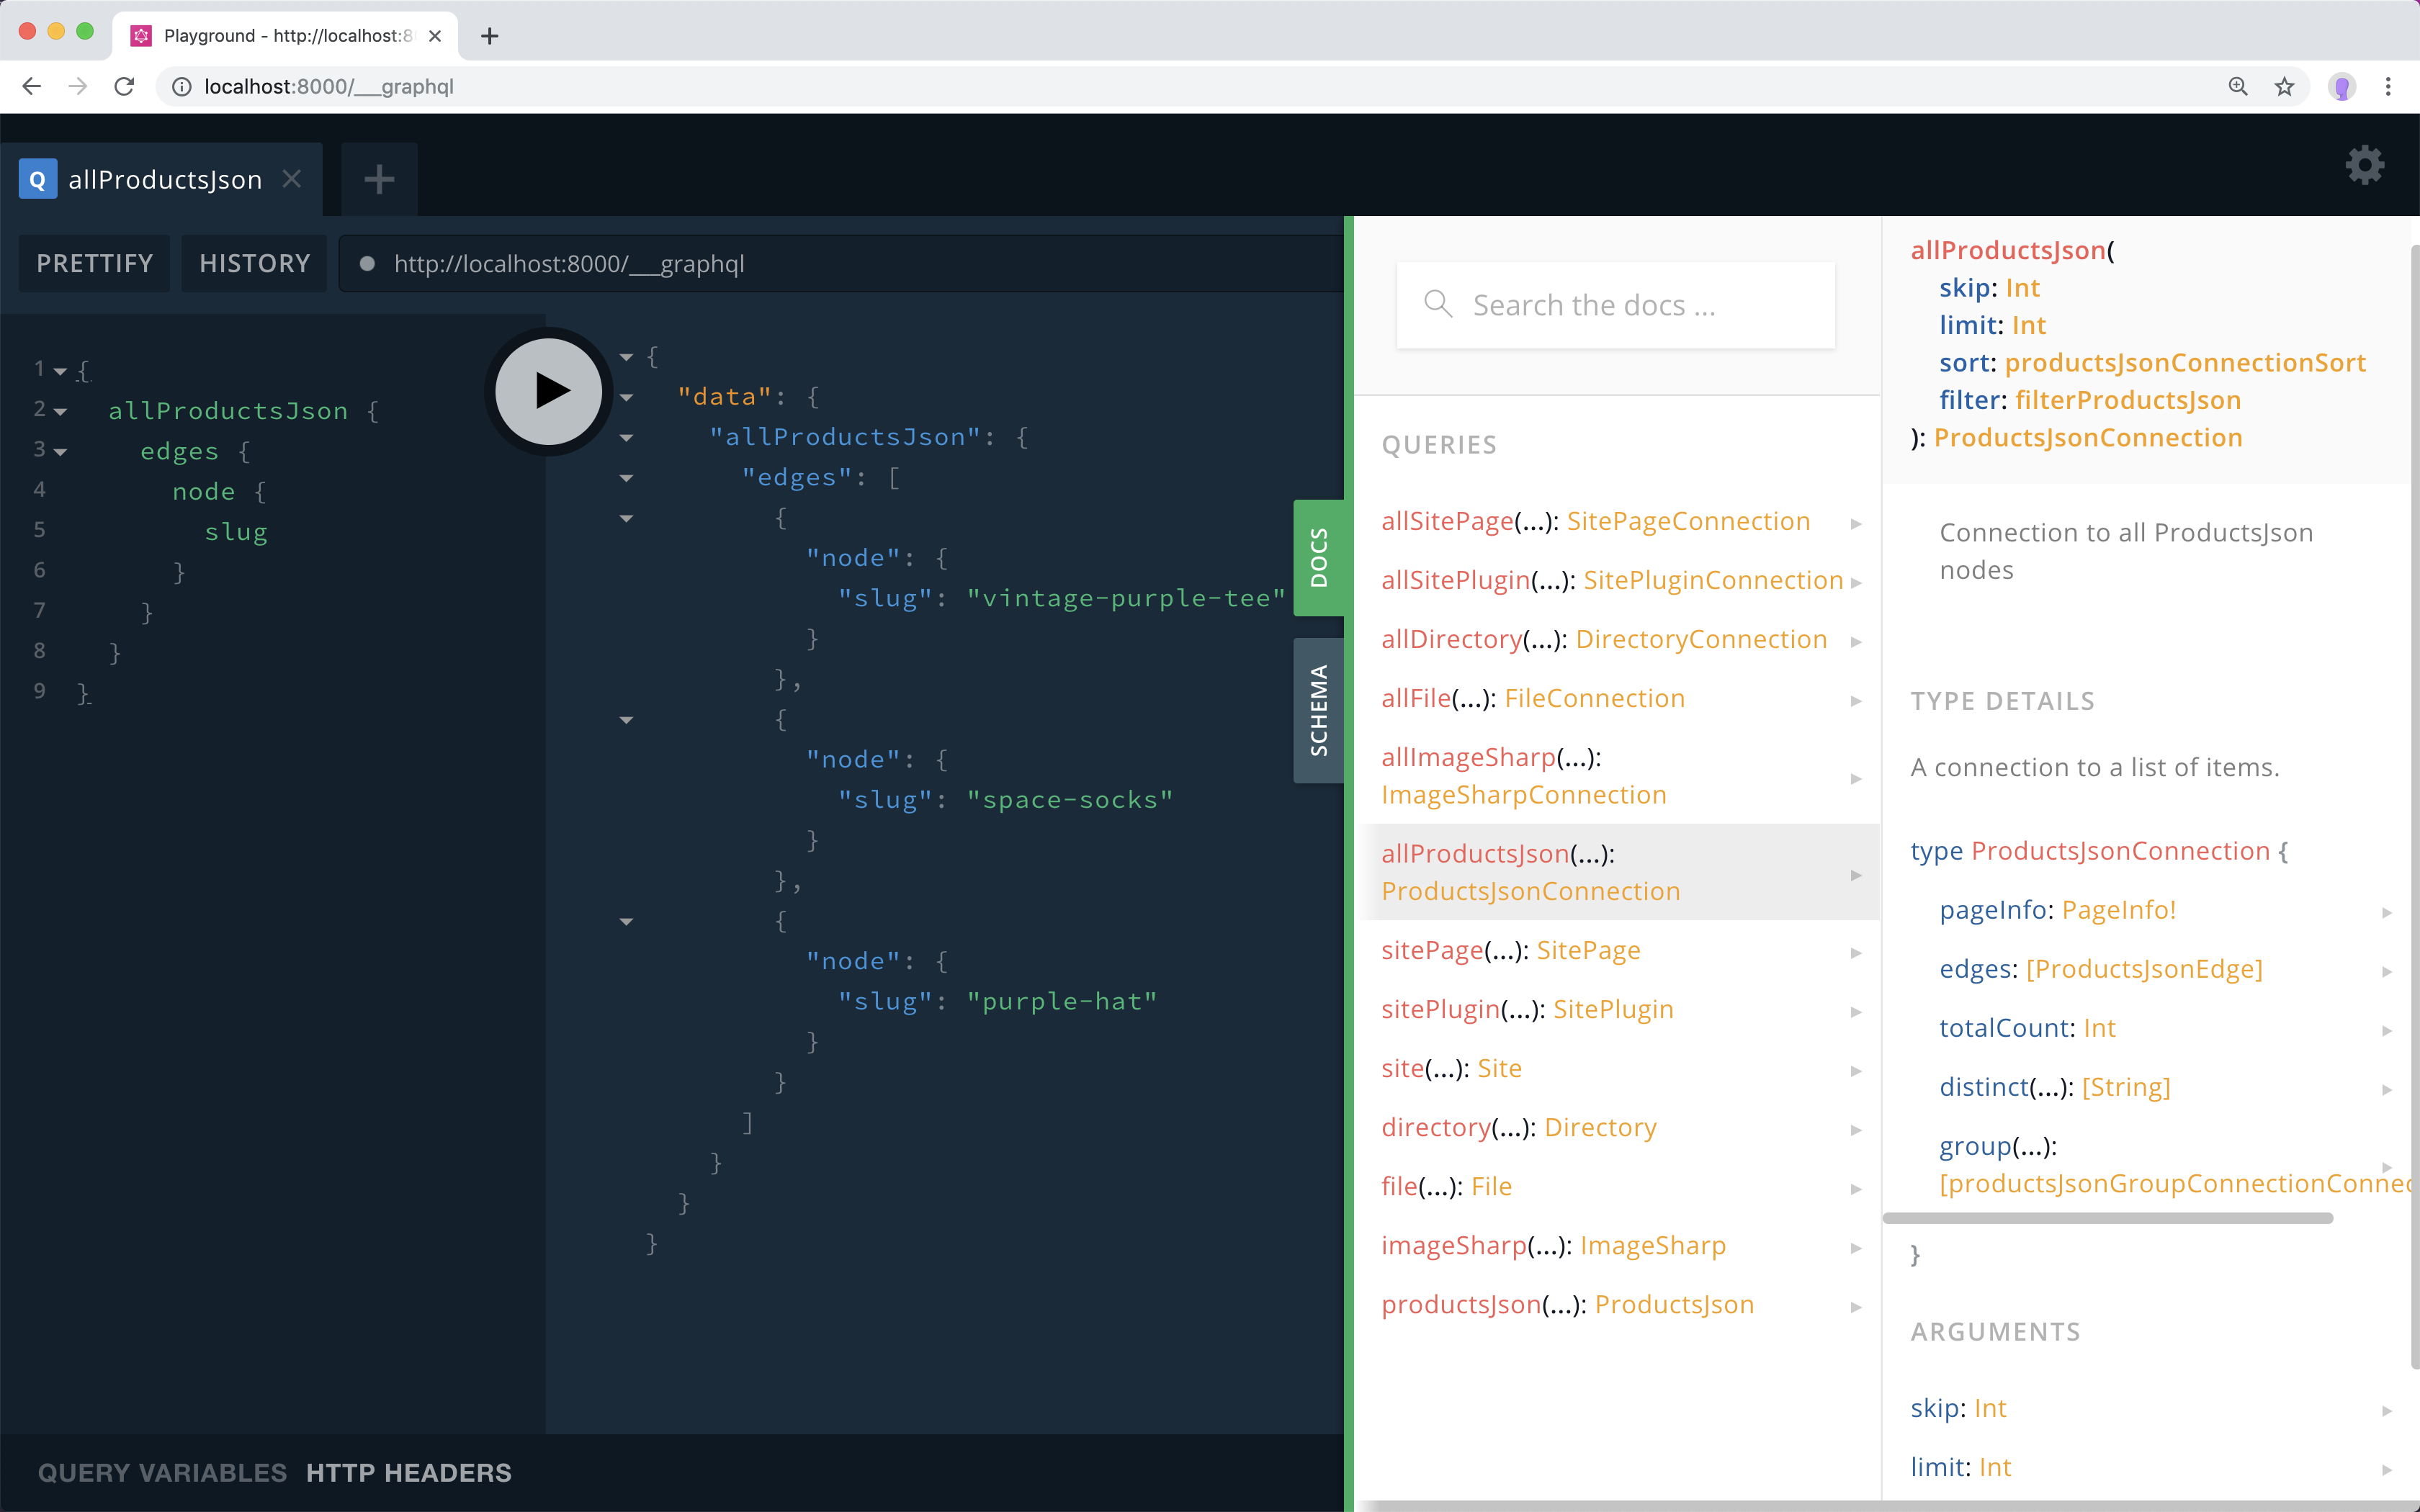 Playground - http://localhost:8
localhost:8000/___graphql
Q allProductsJson
PRETTIFY HISTORY http://localhost:8000/___graphql
1 {
2 allProductsJson {
3 edges {
4 node {
5 slug
6 }
7 }
8 }
9 }
{
"data": {
"allProductsJson": {
"edges": [
{
"node": {
"slug": "vintage-purple-tee"
}
},
{
"node": {
"slug": "space-socks"
}
},
{
"node": {
"slug": "purple-hat"
}
}
]
}
}
}
QUERY VARIABLES HTTP HEADERS
DOCS
SCHEMA
Search the docs ...
QUERIES
allSitePage(...): SitePageConnection
allSitePlugin(...): SitePluginConnection
allDirectory(...): DirectoryConnection
allFile(...): FileConnection
allImageSharp(...):
ImageSharpConnection
allProductsJson(...):
ProductsJsonConnection
sitePage(...): SitePage
sitePlugin(...): SitePlugin
site(...): Site
directory(...): Directory
file(...): File
imageSharp(...): ImageSharp
productsJson(...): ProductsJson
allProductsJson(
skip: Int
limit: Int
sort: productsJsonConnectionSort
filter: filterProductsJson
): ProductsJsonConnection
Connection to all ProductsJson
nodes
TYPE DETAILS
A connection to a list of items.
type ProductsJsonConnection {
pageInfo: PageInfo!
edges: [ProductsJsonEdge]
totalCount: Int
distinct(...): [String]
group(...):
[productsJsonGroupConnectionConnec
}
ARGUMENTS
skip: Int
limit: Int